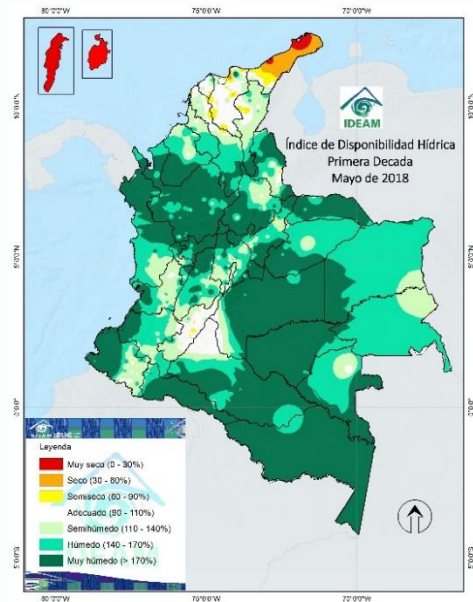 80°0'0"W
75°0'0"W
70°0'0"W
IDEAM
Índice de Disponibilidad Hídrica
Primera Decada
Mayo de 2018
10°0'0"N
5°0'0"N
0°0'0"
5°0'0"S
Leyenda
Muy seco (0 - 30%)
Seco (30 - 60%)
Semiseco (60 - 90%)
Adecuado (90 - 110%)
Semihúmedo (110 - 140%)
Húmedo (140 - 170%)
Muy húmedo (> 170%)
80°0'0"W
75°0'0"W
70°0'0"W